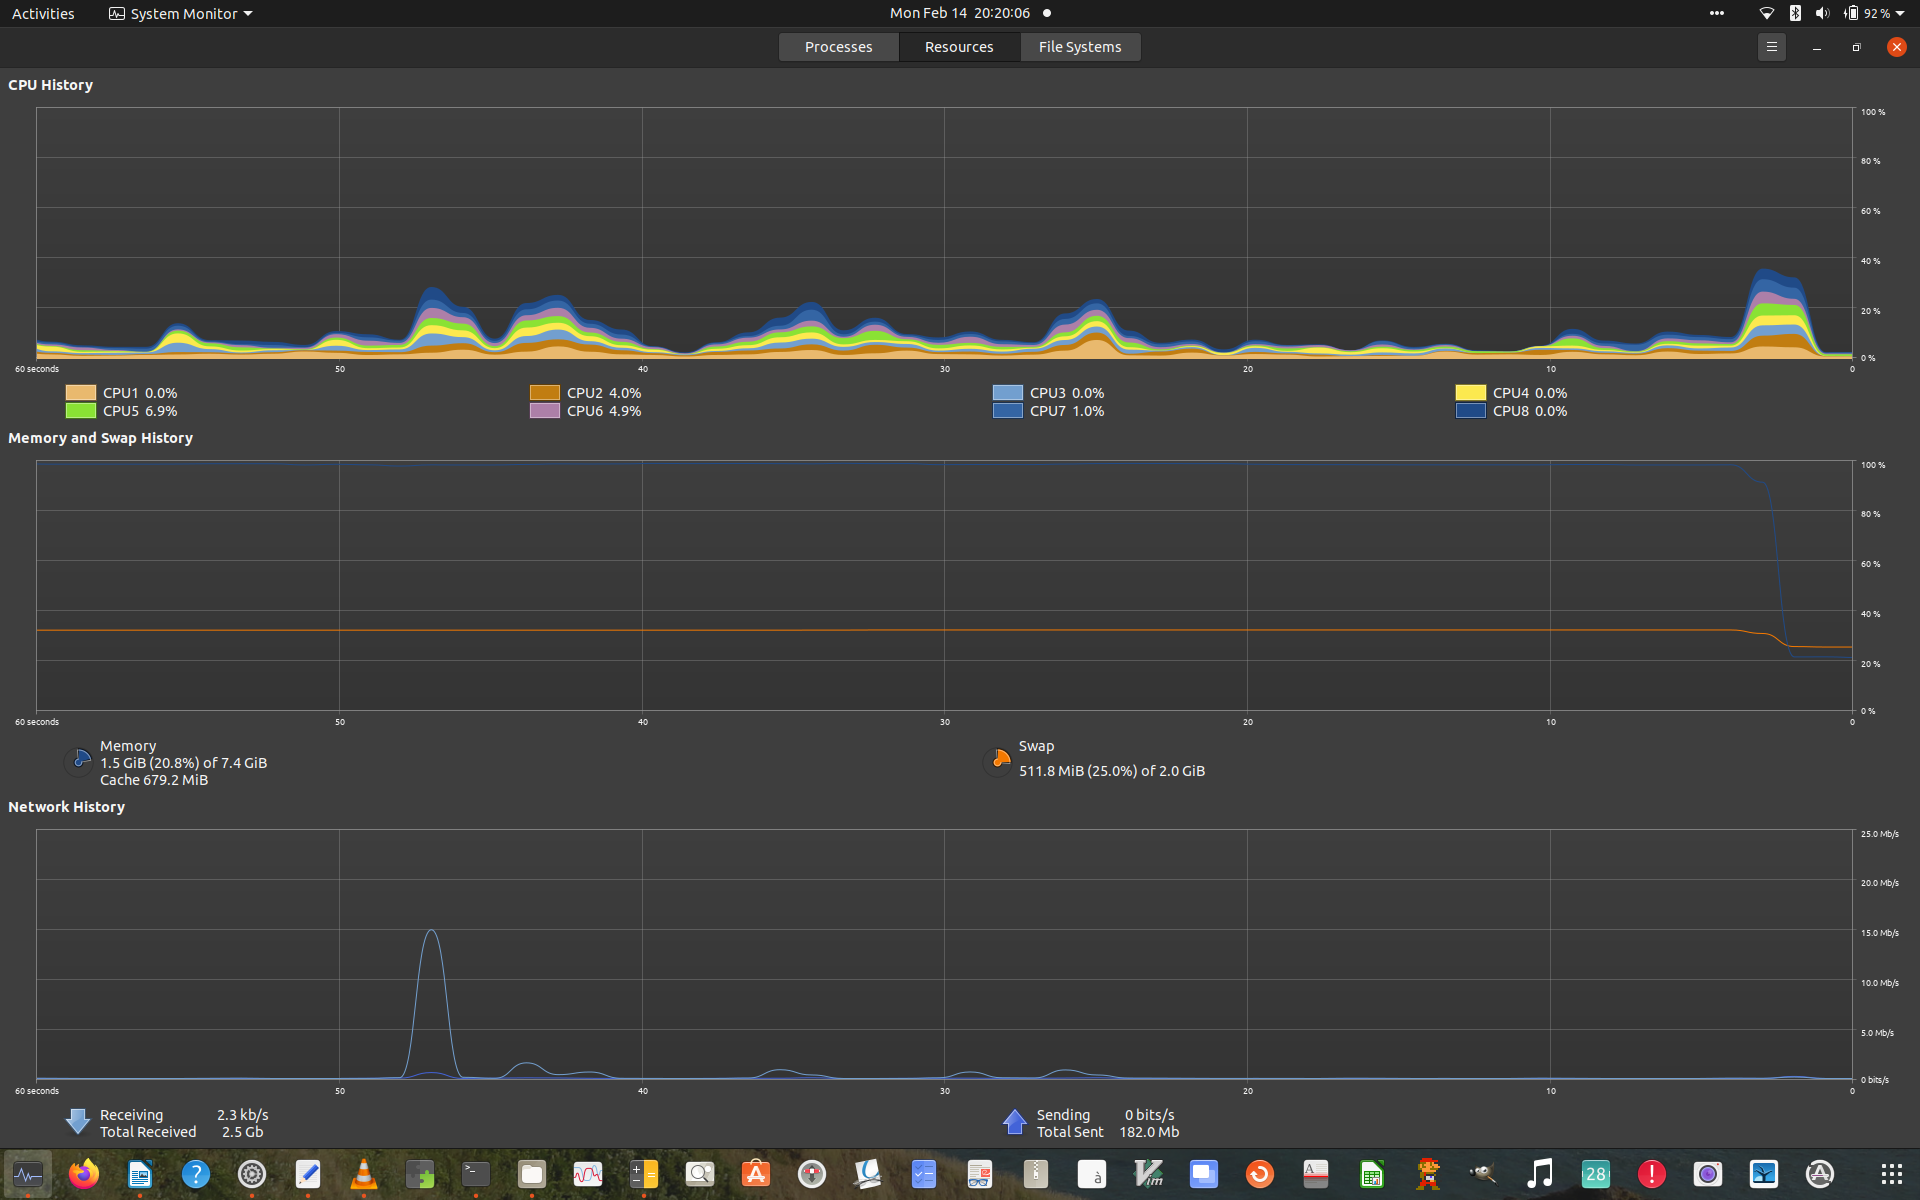 Activities System Monitor Mon Feb 14 20:20:06 92 %
Processes Resources File Systems
CPU History
100 %
80 %
60 %
40 %
20 %
0 %
60 seconds 50 40 30 20 10 0
CPU1 0.0% CPU2 4.0% CPU3 0.0% CPU4 0.0%
CPU5 6.9% CPU6 4.9% CPU7 1.0% CPU8 0.0%
Memory and Swap History
100 %
80 %
60 %
40 %
20 %
0 %
60 seconds 50 40 30 20 10 0
Memory Swap
1.5 GiB (20.8%) of 7.4 GiB 511.8 MiB (25.0%) of 2.0 GiB
Cache 679.2 MiB
Network History
25.0 Mb/s
20.0 Mb/s
15.0 Mb/s
10.0 Mb/s
5.0 Mb/s
0 bits/s
60 seconds 50 40 30 20 10 0
Receiving 2.3 kb/s Sending 0 bits/s
Total Received 2.5 Gb Total Sent 182.0 Mb
? >_ à Vim A 28 !